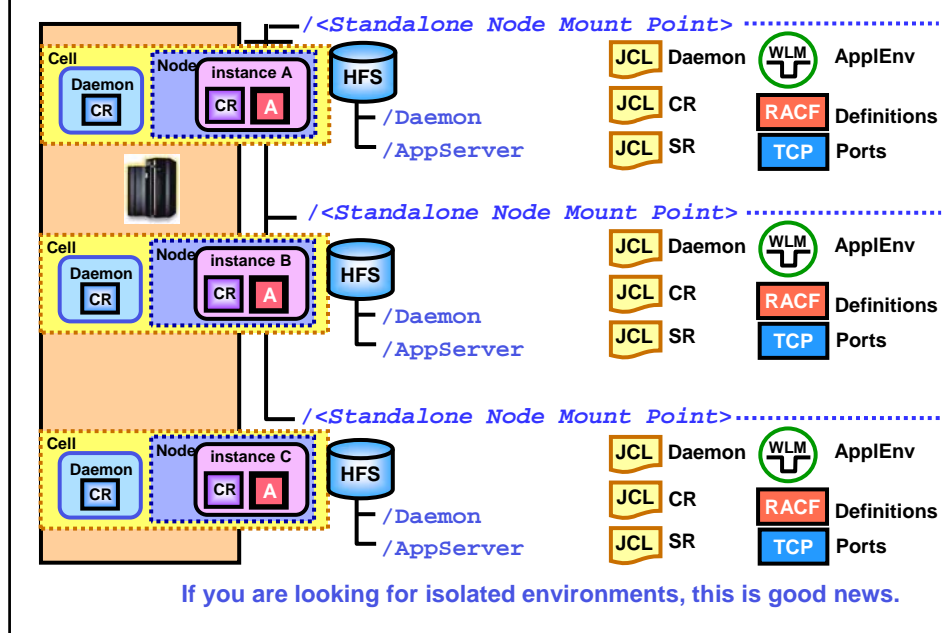 /<Standalone Node Mount Point>
Cell
Daemon
CR
Node
instance A
CR
A
HFS
/Daemon
/AppServer
JCL Daemon
JCL CR
JCL SR
WLM ApplEnv
RACF Definitions
TCP Ports
/<Standalone Node Mount Point>
Cell
Daemon
CR
Node
instance B
CR
A
HFS
/Daemon
/AppServer
JCL Daemon
JCL CR
JCL SR
WLM ApplEnv
RACF Definitions
TCP Ports
/<Standalone Node Mount Point>
Cell
Daemon
CR
Node
instance C
CR
A
HFS
/Daemon
/AppServer
JCL Daemon
JCL CR
JCL SR
WLM ApplEnv
RACF Definitions
TCP Ports
If you are looking for isolated environments, this is good news.